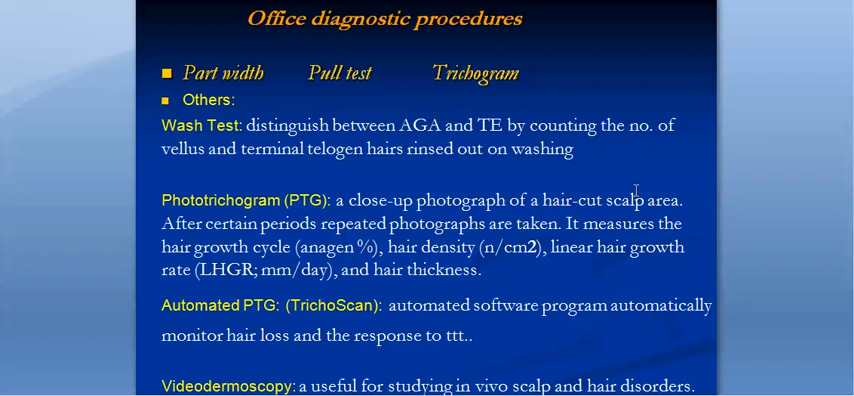 Office diagnostic procedures
Part width Pull test Trichogram
Others:
Wash Test: distinguish between AGA and TE by counting the no. of
vellus and terminal telogen hairs rinsed out on washing
Phototrichogram (PTG): a close-up photograph of a hair-cut scalp area.
After certain periods repeated photographs are taken. It measures the
hair growth cycle (anagen %), hair density (n/cm2), linear hair growth
rate (LHGR; mm/day), and hair thickness.
Automated PTG: (TrichoScan): automated software program automatically
monitor hair loss and the response to ttt..
Videodermoscopy: a useful for studying in vivo scalp and hair disorders.